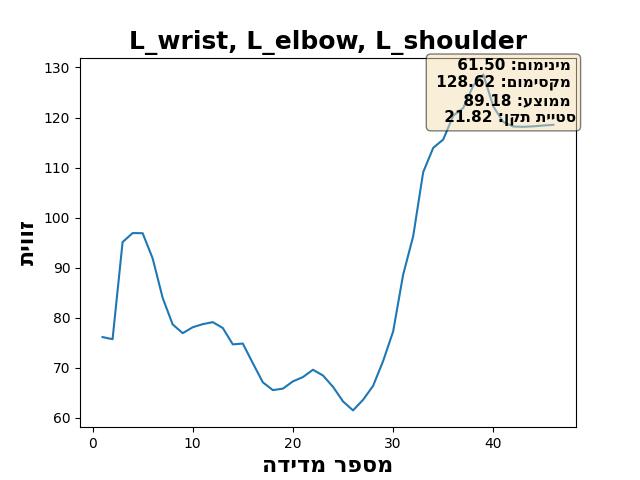 L_wrist, L_elbow, L_shoulder
מינימום: 61.50
מקסימום: 128.62
ממוצע: 89.18
סטיית תקן: 21.82
130
120
110
100
90
80
70
60
זווית
0 10 20 30 40
מספר מדידה